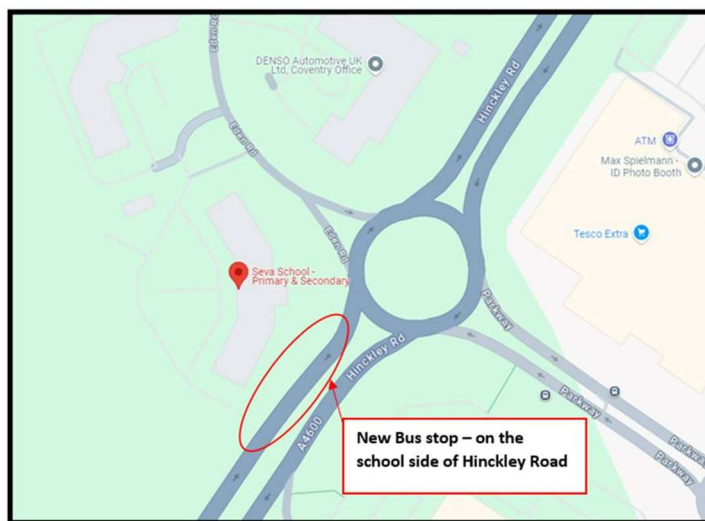 Eden Rd
DENSO Automotive UK
Ltd, Coventry Office
Hinckley Rd
Eden Rd
ATM
Max Spielmann -
ID Photo Booth
Tesco Extra
Eden Rd
Seva School -
Primary & Secondary
Parkway
Hinckley Rd
A4600
Parkway
Parkway
New Bus stop – on the
school side of Hinckley Road